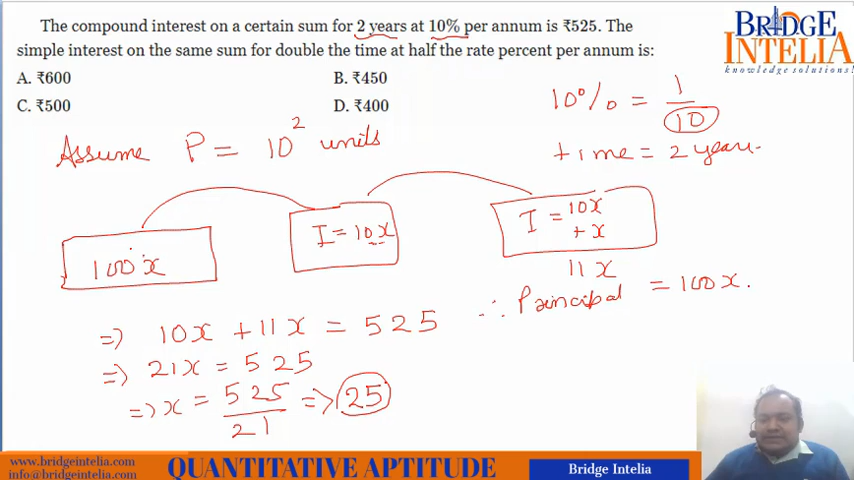 The compound interest on a certain sum for 2 years at 10% per annum is ₹525. The
simple interest on the same sum for double the time at half the rate percent per annum is:
A. ₹600
B. ₹450
C. ₹500
D. ₹400
BRIDGE
INTELIA
knowledge solutions
10% = 1/10
time = 2 years
Assume P = 10² units
100x
I = 10x
I = 10x
+ x
11x
∴ Principal = 100x.
⇒ 10x + 11x = 525
⇒ 21x = 525
⇒ x = 525/21 ⇒ 25
www.bridgeintelia.com
info@bridgeintelia.com
QUANTITATIVE APTITUDE
Bridge Intelia